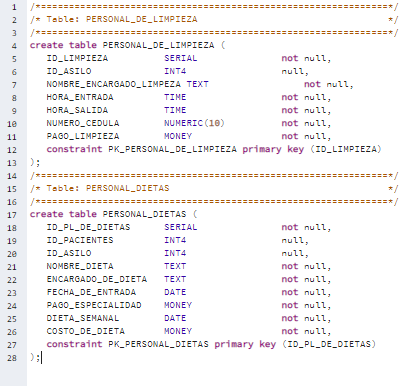 1 /*==============================================================*/
2 /* Table: PERSONAL_DE_LIMPIEZA */
3 /*==============================================================*/
4 create table PERSONAL_DE_LIMPIEZA (
5 ID_LIMPIEZA SERIAL not null,
6 ID_ASILO INT4 null,
7 NOMBRE_ENCARGADO_LIMPEZA TEXT not null,
8 HORA_ENTRADA TIME not null,
9 HORA_SALIDA TIME not null,
10 NUMERO_CEDULA NUMERIC(10) not null,
11 PAGO_LIMPIEZA MONEY not null,
12 constraint PK_PERSONAL_DE_LIMPIEZA primary key (ID_LIMPIEZA)
13 );
14 /*==============================================================*/
15 /* Table: PERSONAL_DIETAS */
16 /*==============================================================*/
17 create table PERSONAL_DIETAS (
18 ID_PL_DE_DIETAS SERIAL not null,
19 ID_PACIENTES INT4 null,
20 ID_ASILO INT4 null,
21 NOMBRE_DIETA TEXT not null,
22 ENCARGADO_DE_DIETA TEXT not null,
23 FECHA_DE_ENTRADA DATE not null,
24 PAGO_ESPECIALIDAD MONEY not null,
25 DIETA_SEMANAL DATE not null,
26 COSTO_DE_DIETA MONEY not null,
27 constraint PK_PERSONAL_DIETAS primary key (ID_PL_DE_DIETAS)
28 );